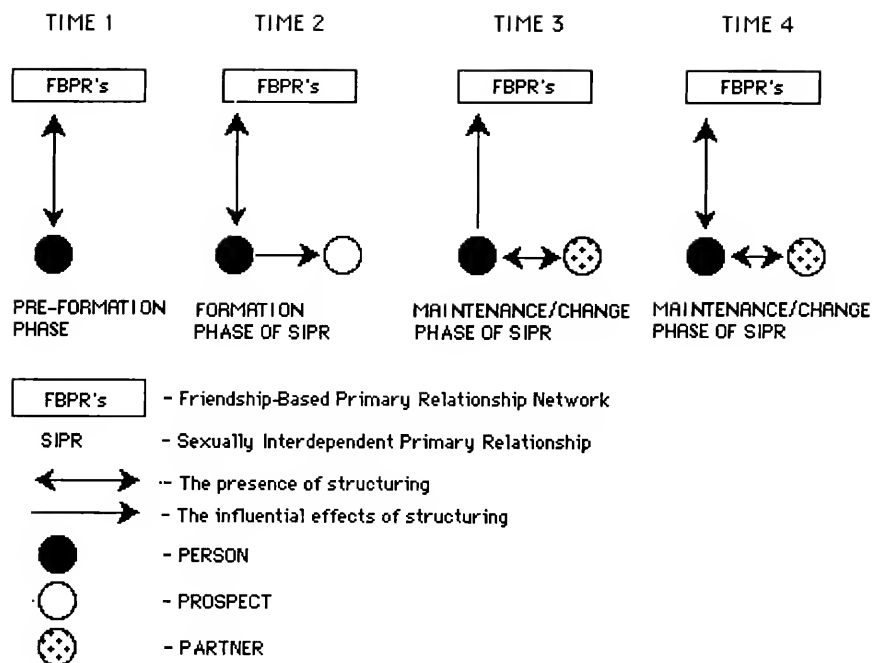 TIME 1 TIME 2 TIME 3 TIME 4
FBPR's FBPR's FBPR's FBPR's
PRE-FORMATION PHASE
FORMATION PHASE OF SIPR
MAINTENANCE/CHANGE PHASE OF SIPR
MAINTENANCE/CHANGE PHASE OF SIPR
FBPR's - Friendship-Based Primary Relationship Network
SIPR - Sexually Interdependent Primary Relationship
- The presence of structuring
- The influential effects of structuring
- PERSON
- PROSPECT
- PARTNER